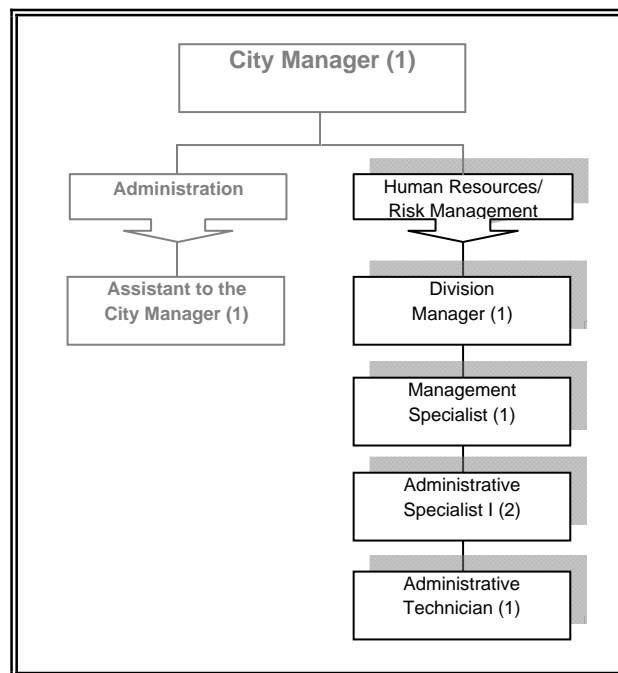 City Manager (1)
Administration
Human Resources/
Risk Management
Assistant to the
City Manager (1)
Division
Manager (1)
Management
Specialist (1)
Administrative
Specialist I (2)
Administrative
Technician (1)